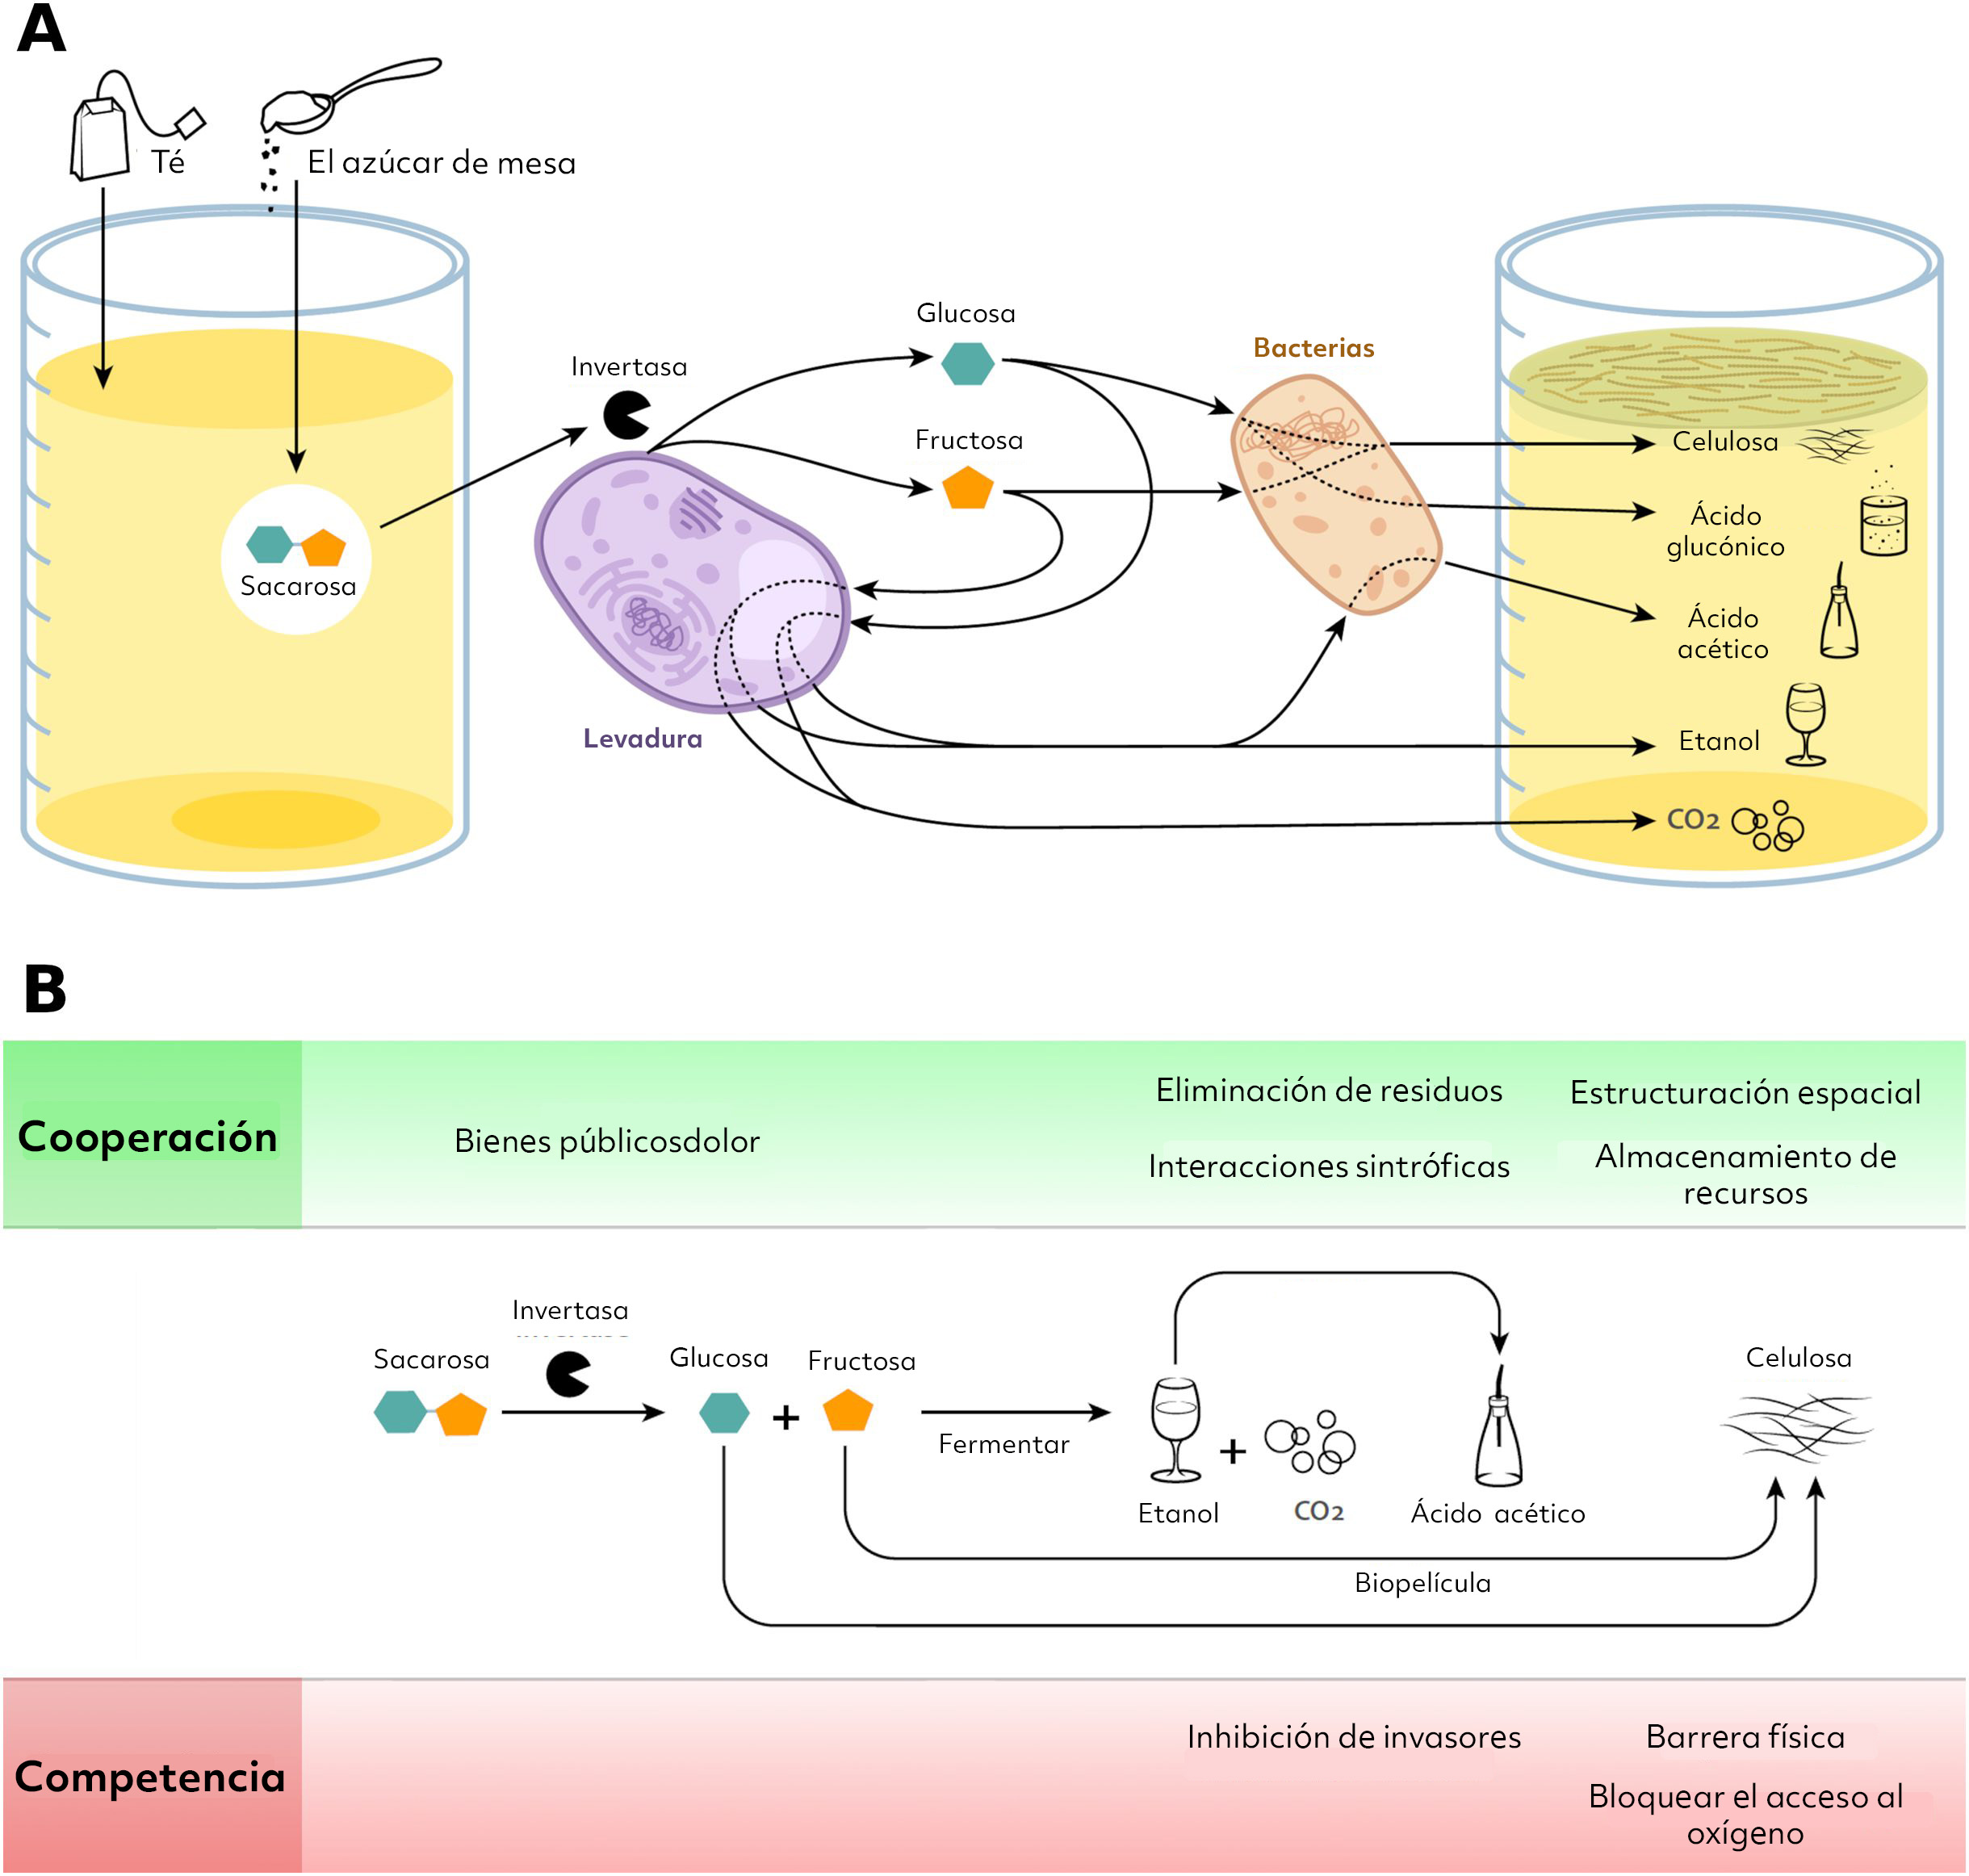 A
Té
El azúcar de mesa
Sacarosa
Invertasa
Glucosa
Fructosa
Levadura
Bacterias
Celulosa
Ácido
glucónico
Ácido
acético
Etanol
CO2
B
Cooperación
Bienes públicosdolor
Eliminación de residuos
Interacciones sintróficas
Estructuración espacial
Almacenamiento de
recursos
Sacarosa
Invertasa
Glucosa
+
Fructosa
Fermentar
Etanol
+
CO2
Ácido acético
Celulosa
Biopelícula
Competencia
Inhibición de invasores
Barrera física
Bloquear el acceso al
oxígeno